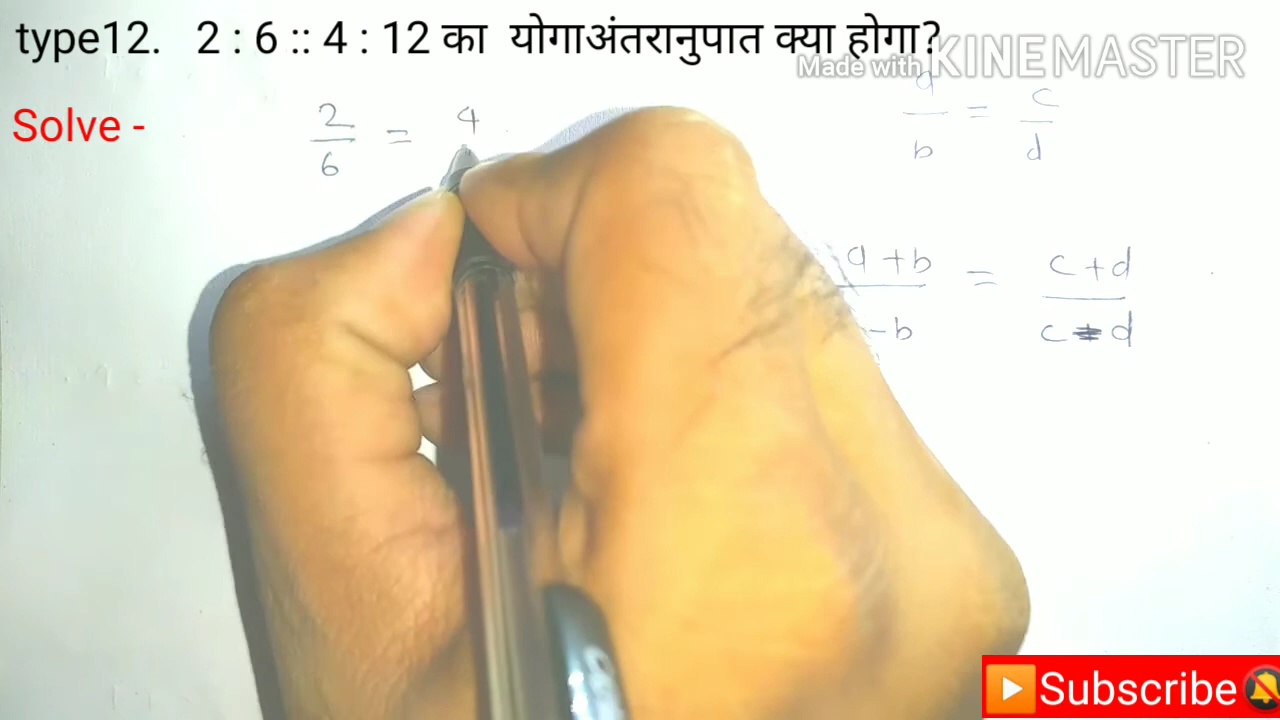 type12. 2 : 6 :: 4 : 12 का योगाअंतरानुपात क्या होगा?
Made with KINEMASTER
Solve -
2/6 = 4
a/b = c/d
a+b/-b = c+d/c-d
Subscribe